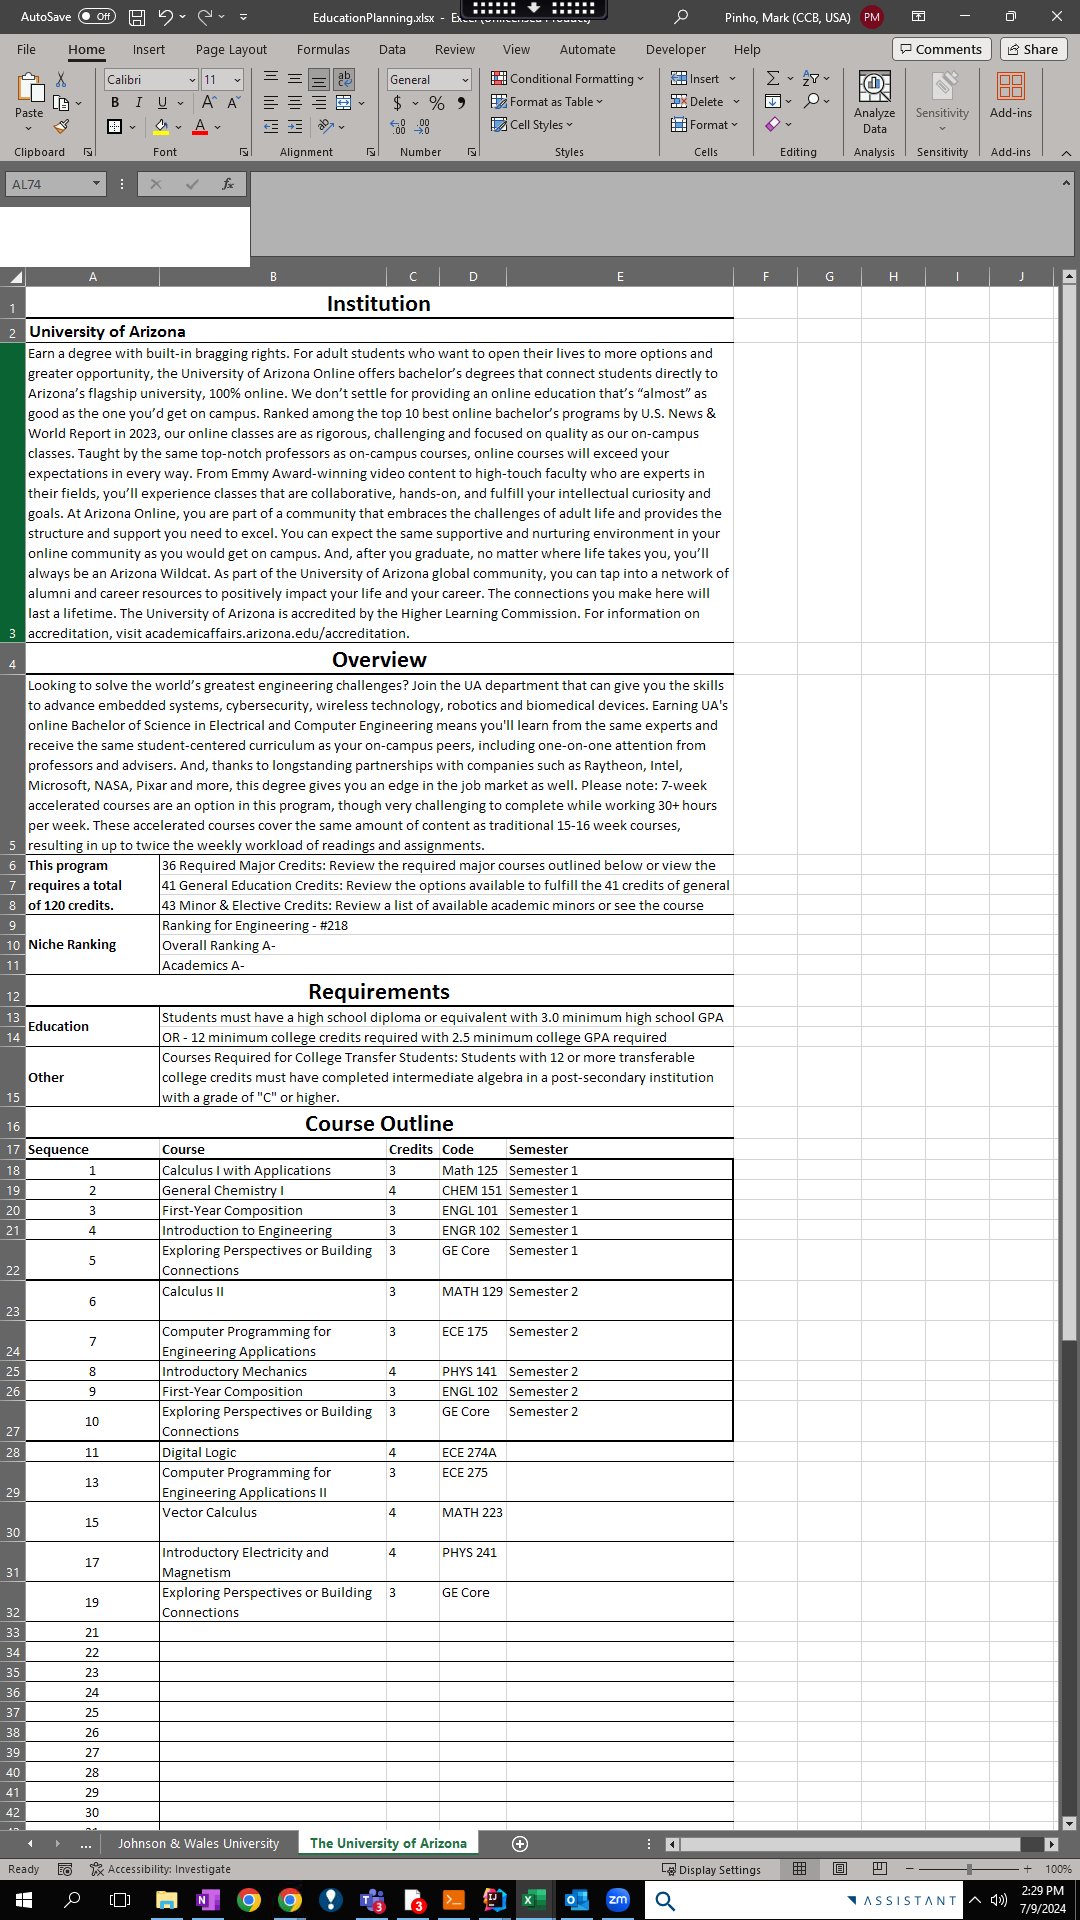 AutoSave Off EducationPlanning.xlsx - Pinho, Mark (CCB, USA) PM
File Home Insert Page Layout Formulas Data Review View Automate Developer Help Comments Share
Paste Calibri 11 General Conditional Formatting Insert
Format as Table Delete Analyze Data Sensitivity Add-ins
B I U A A $ % Cell Styles Format
Clipboard Font Alignment Number Styles Cells Editing Analysis Sensitivity Add-ins
AL74 fx
A B C D E F G H I J
1 Institution
2 University of Arizona
Earn a degree with built-in bragging rights. For adult students who want to open their lives to more options and
greater opportunity, the University of Arizona Online offers bachelor's degrees that connect students directly to
Arizona's flagship university, 100% online. We don't settle for providing an online education that's "almost" as
good as the one you'd get on campus. Ranked among the top 10 best online bachelor's programs by U.S. News &
World Report in 2023, our online classes are as rigorous, challenging and focused on quality as our on-campus
classes. Taught by the same top-notch professors as on-campus courses, online courses will exceed your
expectations in every way. From Emmy Award-winning video content to high-touch faculty who are experts in
their fields, you'll experience classes that are collaborative, hands-on, and fulfill your intellectual curiosity and
goals. At Arizona Online, you are part of a community that embraces the challenges of adult life and provides the
structure and support you need to excel. You can expect the same supportive and nurturing environment in your
online community as you would get on campus. And, after you graduate, no matter where life takes you, you'll
always be an Arizona Wildcat. As part of the University of Arizona global community, you can tap into a network of
alumni and career resources to positively impact your life and your career. The connections you make here will
last a lifetime. The University of Arizona is accredited by the Higher Learning Commission. For information on
3 accreditation, visit academicaffairs.arizona.edu/accreditation.
4 Overview
Looking to solve the world's greatest engineering challenges? Join the UA department that can give you the skills
to advance embedded systems, cybersecurity, wireless technology, robotics and biomedical devices. Earning UA's
online Bachelor of Science in Electrical and Computer Engineering means you'll learn from the same experts and
receive the same student-centered curriculum as your on-campus peers, including one-on-one attention from
professors and advisers. And, thanks to longstanding partnerships with companies such as Raytheon, Intel,
Microsoft, NASA, Pixar and more, this degree gives you an edge in the job market as well. Please note: 7-week
accelerated courses are an option in this program, though very challenging to complete while working 30+ hours
per week. These accelerated courses cover the same amount of content as traditional 15-16 week courses,
5 resulting in up to twice the weekly workload of readings and assignments.
6 This program 36 Required Major Credits: Review the required major courses outlined below or view the
7 requires a total 41 General Education Credits: Review the options available to fulfill the 41 credits of general
8 of 120 credits. 43 Minor & Elective Credits: Review a list of available academic minors or see the course
9 Ranking for Engineering - #218
10 Niche Ranking Overall Ranking A-
11 Academics A-
12 Requirements
13 Education Students must have a high school diploma or equivalent with 3.0 minimum high school GPA
14 OR - 12 minimum college credits required with 2.5 minimum college GPA required
Courses Required for College Transfer Students: Students with 12 or more transferable
Other college credits must have completed intermediate algebra in a post-secondary institution
15 with a grade of "C" or higher.
16 Course Outline
17 Sequence Course Credits Code Semester
18 1 Calculus I with Applications 3 Math 125 Semester 1
19 2 General Chemistry I 4 CHEM 151 Semester 1
20 3 First-Year Composition 3 ENGL 101 Semester 1
21 4 Introduction to Engineering 3 ENGR 102 Semester 1
5 Exploring Perspectives or Building 3 GE Core Semester 1
22 Connections
6 Calculus II 3 MATH 129 Semester 2
23
7 Computer Programming for 3 ECE 175 Semester 2
24 Engineering Applications
25 8 Introductory Mechanics 4 PHYS 141 Semester 2
26 9 First-Year Composition 3 ENGL 102 Semester 2
10 Exploring Perspectives or Building 3 GE Core Semester 2
27 Connections
28 11 Digital Logic 4 ECE 274A
13 Computer Programming for 3 ECE 275
29 Engineering Applications II
15 Vector Calculus 4 MATH 223
30
17 Introductory Electricity and 4 PHYS 241
31 Magnetism
19 Exploring Perspectives or Building 3 GE Core
32 Connections
33 21
34 22
35 23
36 24
37 25
38 26
39 27
40 28
41 29
42 30
... Johnson & Wales University The University of Arizona
Ready Accessibility: Investigate Display Settings 100%
zm ASSISTANT 2:29 PM
7/9/2024